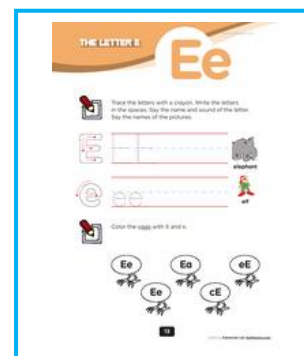 THE LETTER E
Ee
Trace the letters with a crayon. Write the letters
in the spaces. Say the name and sound of the letter.
Say the names of the pictures.
E
elephant
e ee
elf
Color the eggs with E and e.
Ee Ea eE
Ee cE